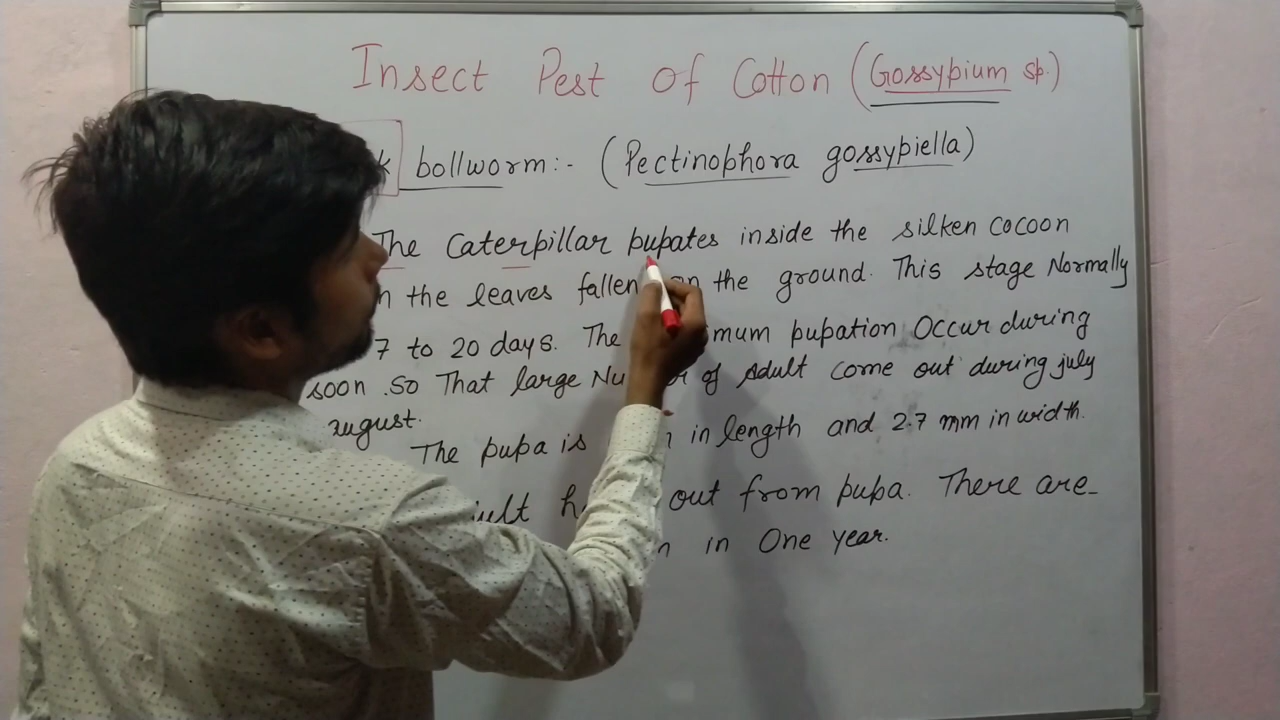 Insect Pest Of Cotton (Gossypium sp.)
bollworm:- (Pectinophora gossypiella)
The Caterpillar pupates inside the silken cocoon
the leaves fallen on the ground. This stage Normally
7 to 20 days. The pupation Occur during
soon. So That large of Adult come out during july
august.
The pupa is in length and 2.7 mm in width.
out from pupa. There are
in One year.